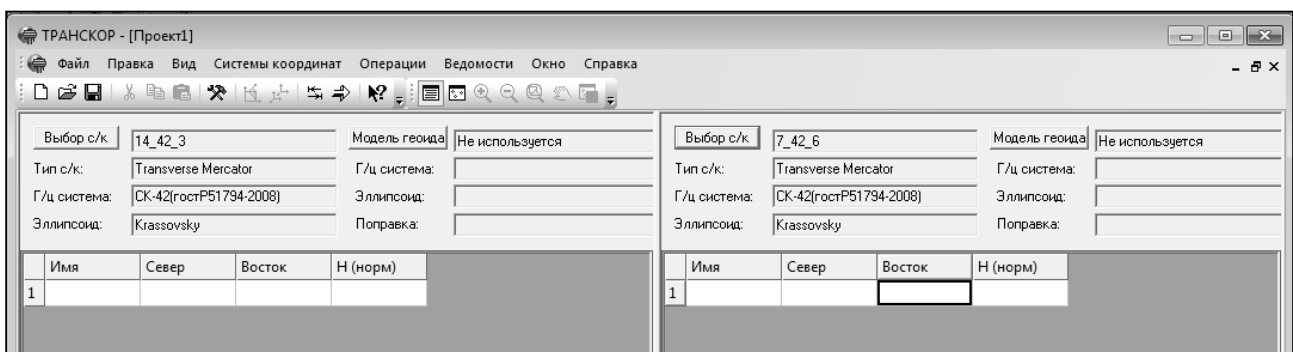 ТРАНСКОР - [Проект1]
Файл Правка Вид Системы координат Операции Ведомости Окно Справка
Выбор с/к 14_42_3 Модель геоида Не используется
Тип с/к: Transverse Mercator Г/ц система:
Г/ц система: СК-42(гостР51794-2008) Эллипсоид:
Эллипсоид: Krassovsky Поправка:
Имя Север Восток Н (норм)
1
Выбор с/к 7_42_6 Модель геоида Не используется
Тип с/к: Transverse Mercator Г/ц система:
Г/ц система: СК-42(гостР51794-2008) Эллипсоид:
Эллипсоид: Krassovsky Поправка:
Имя Север Восток Н (норм)
1